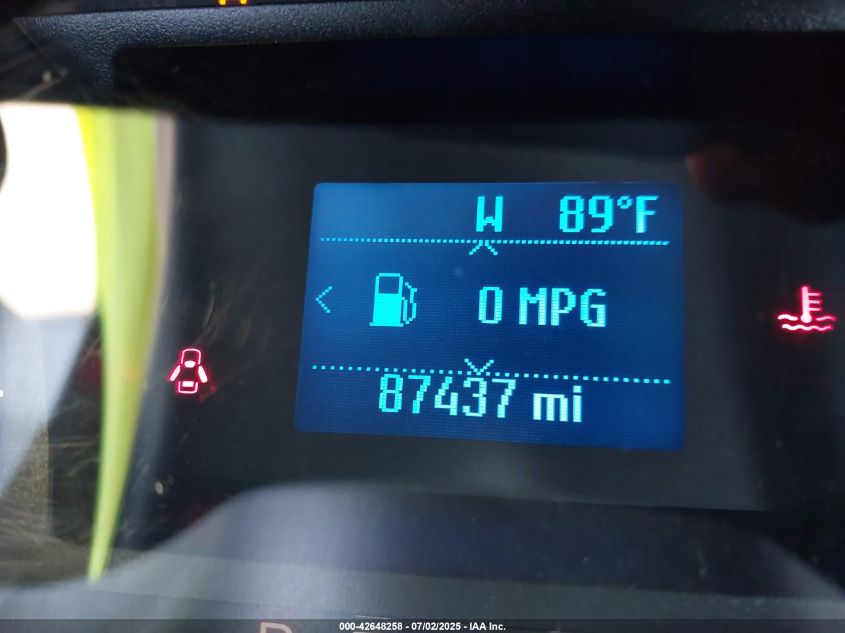 W 89°F
< 0 MPG
87437 mi
000-42648258 - 07/02/2025 - IAA Inc.